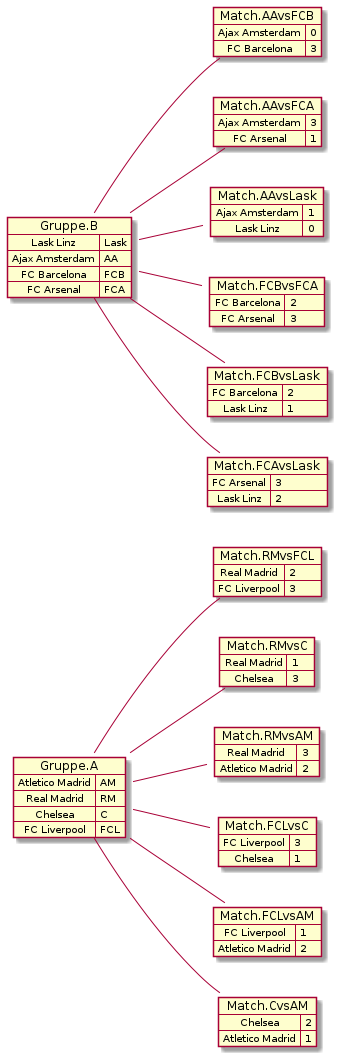 Match.AAvsFCB
Ajax Amsterdam 0
FC Barcelona 3
Match.AAvsFCA
Ajax Amsterdam 3
FC Arsenal 1
Match.AAvsLask
Ajax Amsterdam 1
Lask Linz 0
Gruppe.B
Lask Linz Lask
Ajax Amsterdam AA
FC Barcelona FCB
FC Arsenal FCA
Match.FCBvsFCA
FC Barcelona 2
FC Arsenal 3
Match.FCBvsLask
FC Barcelona 2
Lask Linz 1
Match.FCAvsLask
FC Arsenal 3
Lask Linz 2
Match.RMvsFCL
Real Madrid 2
FC Liverpool 3
Match.RMvsC
Real Madrid 1
Chelsea 3
Match.RMvsAM
Real Madrid 3
Atletico Madrid 2
Gruppe.A
Atletico Madrid AM
Real Madrid RM
Chelsea C
FC Liverpool FCL
Match.FCLvsC
FC Liverpool 3
Chelsea 1
Match.FCLvsAM
FC Liverpool 1
Atletico Madrid 2
Match.CvsAM
Chelsea 2
Atletico Madrid 1